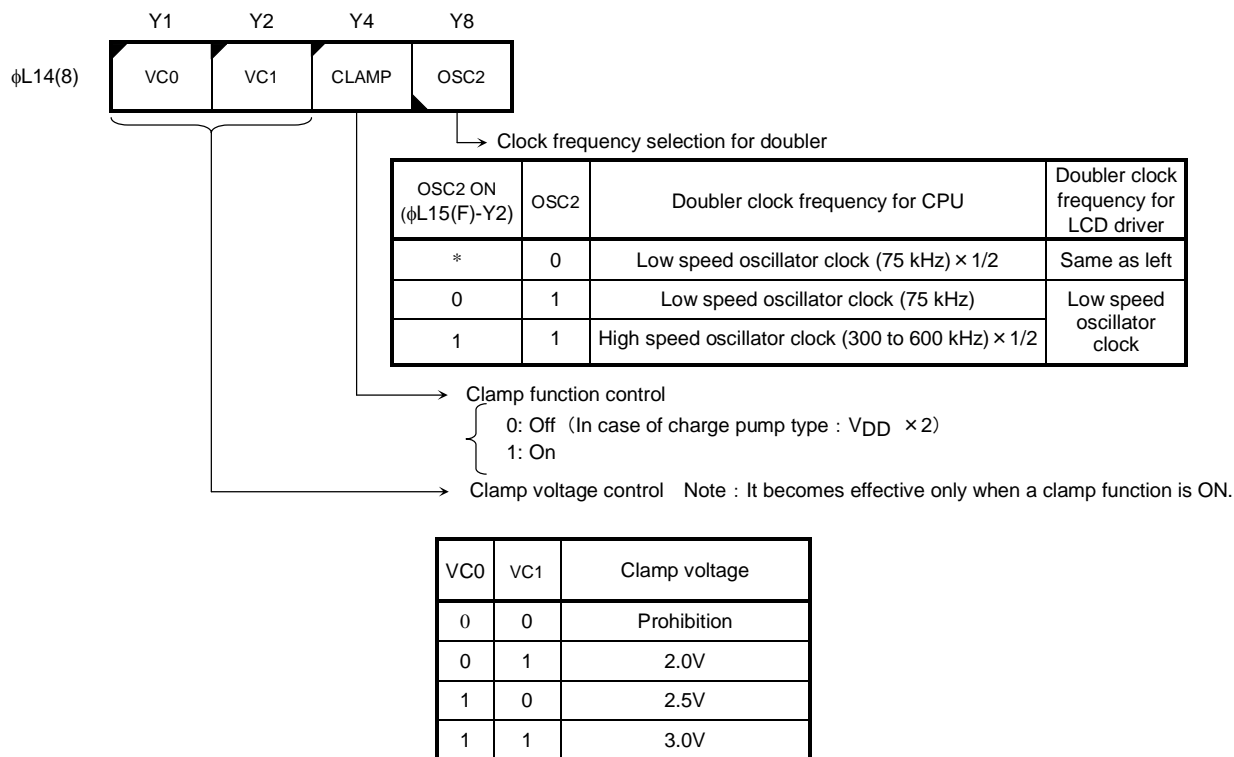 Y1 Y2 Y4 Y8
ϕL14(8) VC0 VC1 CLAMP OSC2
Clock frequency selection for doubler
OSC2 ON (ϕL15(F)-Y2) OSC2 Doubler clock frequency for CPU Doubler clock frequency for LCD driver
* 0 Low speed oscillator clock (75 kHz) × 1/2 Same as left
0 1 Low speed oscillator clock (75 kHz) Low speed oscillator clock
1 1 High speed oscillator clock (300 to 600 kHz) × 1/2
Clamp function control
0: Off (In case of charge pump type : VDD × 2)
1: On
Clamp voltage control Note : It becomes effective only when a clamp function is ON.
VC0 VC1 Clamp voltage
0 0 Prohibition
0 1 2.0V
1 0 2.5V
1 1 3.0V